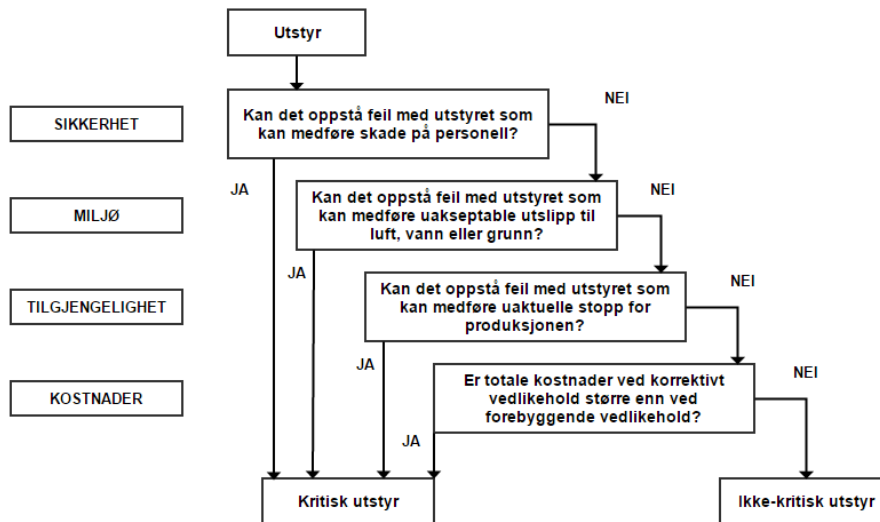 Utstyr
SIKKERHET
Kan det oppstå feil med utstyret som
kan medføre skade på personell?
NEI
JA
MILJØ
Kan det oppstå feil med utstyret som
kan medføre uakseptable utslipp til
luft, vann eller grunn?
NEI
JA
TILGJENGELIGHET
Kan det oppstå feil med utstyret som
kan medføre uaktuelle stopp for
produksjonen?
NEI
JA
KOSTNADER
Er totale kostnader ved korrektivt
vedlikehold større enn ved
forebyggende vedlikehold?
NEI
JA
Kritisk utstyr
Ikke-kritisk utstyr